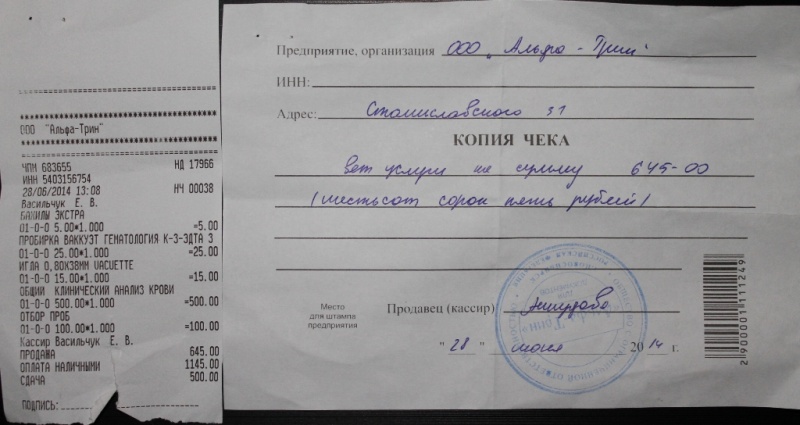 ООО "Альфа-Трин"
ЧПМ 683655 НД 17966
ИНН 5403156754
28/06/2014 13:08 НЧ 00038
Васильчук Е. В.
БАХИЛЫ ЭКСТРА
01-0-0 5.00*1.000 =5.00
ПРОБИРКА ВАККУЭТ ГЕНАТОЛОГИЯ К-3-ЭДТА 3
01-0-0 25.00*1.000 =25.00
ИГЛА 0,80X38ММ VACUETTE
01-0-0 15.00*1.000 =15.00
ОБЩИЙ КЛИНИЧЕСКИЙ АНАЛИЗ КРОВИ
01-0-0 500.00*1.000 =500.00
ОТБОР ПРОБ
01-0-0 100.00*1.000 =100.00
Кассир Васильчук Е. В.
ПРОДАЖА 645.00
ОПЛАТА НАЛИЧНЫМИ 1145.00
СДАЧА 500.00
ПОДПИСЬ:
Предприятие, организация ООО "Альфа-Трин"
ИНН:
Адрес: Станиславского 31
КОПИЯ ЧЕКА
вет услуги на сумму 645-00
(шестьсот сорок пять рублей)
Место
для штампа
предприятия
Продавец (кассир)
"28" июня 2014 г.
2900001911249